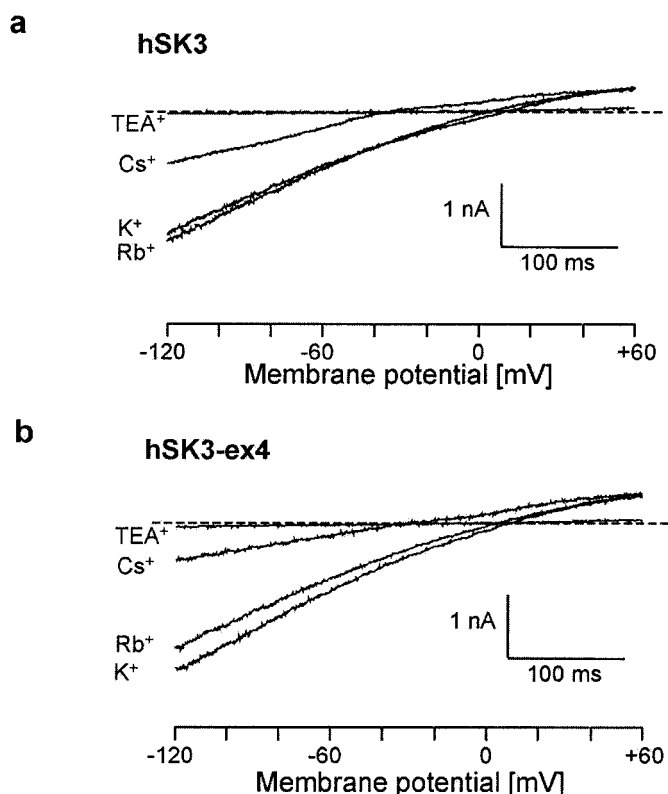 a
hSK3
TEA⁺
Cs⁺
K⁺
Rb⁺
1 nA
100 ms
-120 -60 0 +60
Membrane potential [mV]
b
hSK3-ex4
TEA⁺
Cs⁺
Rb⁺
K⁺
1 nA
100 ms
-120 -60 0 +60
Membrane potential [mV]